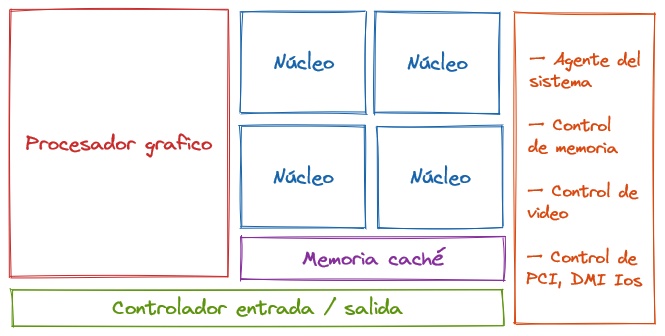 Procesador grafico
Núcleo
Núcleo
Núcleo
Núcleo
Memoria caché
Controlador entrada / salida
— Agente del
sistema
— Control
de memoria
— Control de
video
— Control de
PCI, DMI Ios